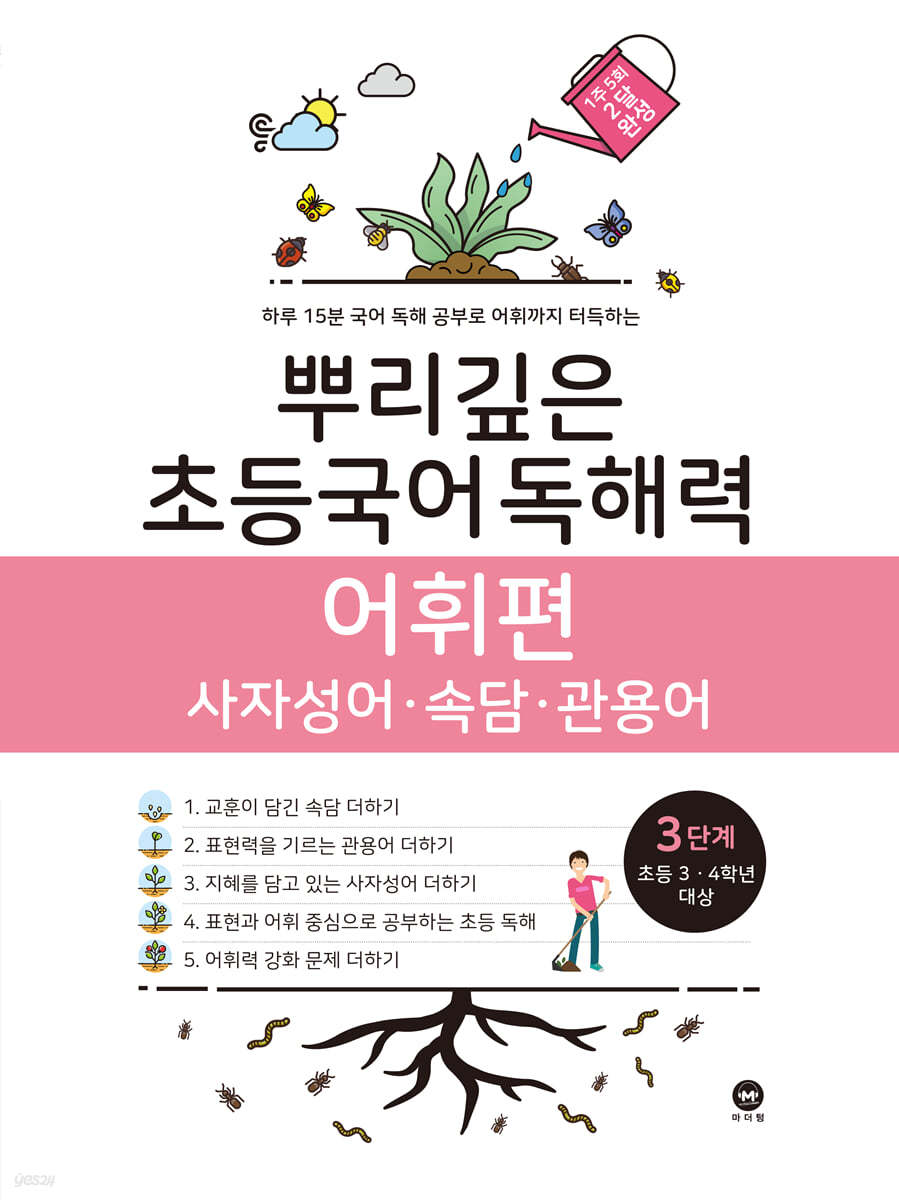 1주 5회
2달
완성
하루 15분 국어 독해 공부로 어휘까지 터득하는
뿌리깊은
초등국어독해력
어휘편
사자성어·속담·관용어
1. 교훈이 담긴 속담 더하기
2. 표현력을 기르는 관용어 더하기
3. 지혜를 담고 있는 사자성어 더하기
4. 표현과 어휘 중심으로 공부하는 초등 독해
5. 어휘력 강화 문제 더하기
3단계
초등 3·4학년
대상
M
마더텅
yes24